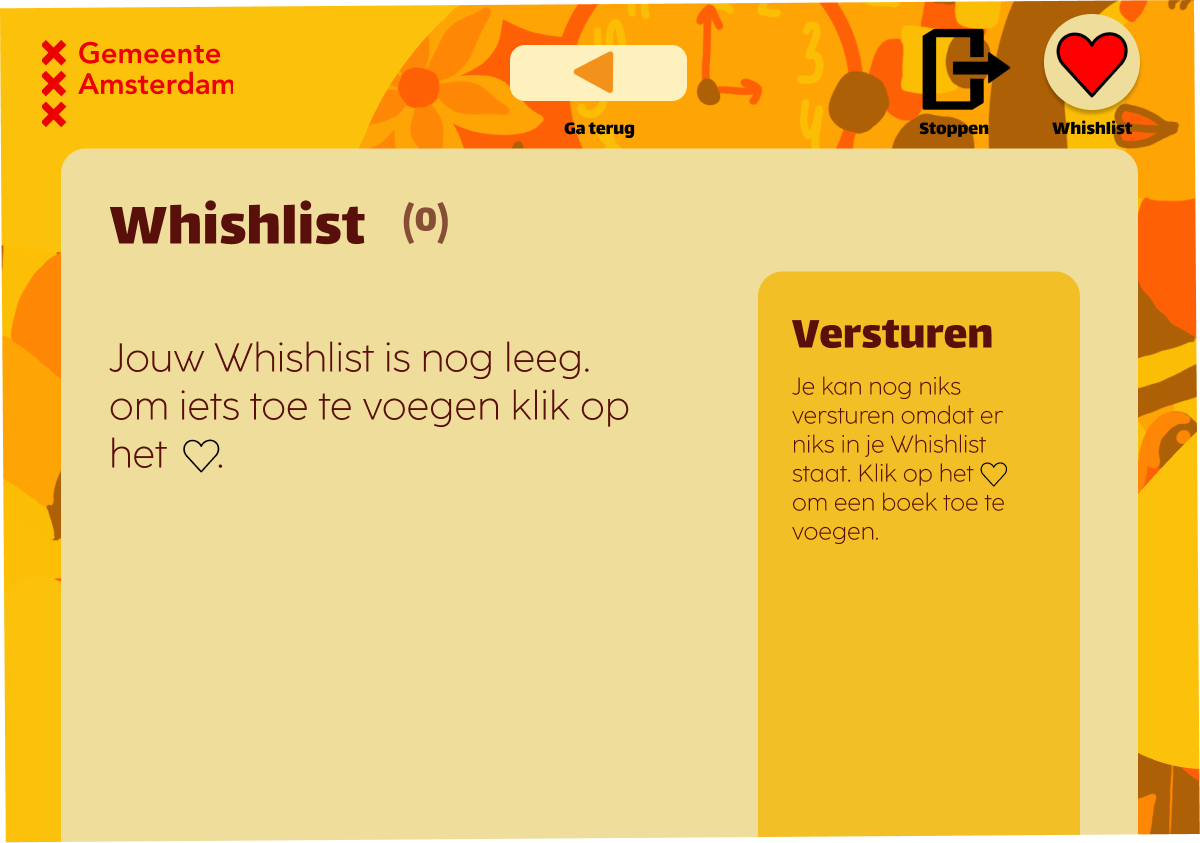 Gemeente
Amsterdam
Ga terug
Stoppen
Whishlist
3
4
Whishlist (0)
Jouw Whishlist is nog leeg.
om iets toe te voegen klik op
het ♡.
Versturen
Je kan nog niks
versturen omdat er
niks in je Whishlist
staat. Klik op het ♡
om een boek toe te
voegen.